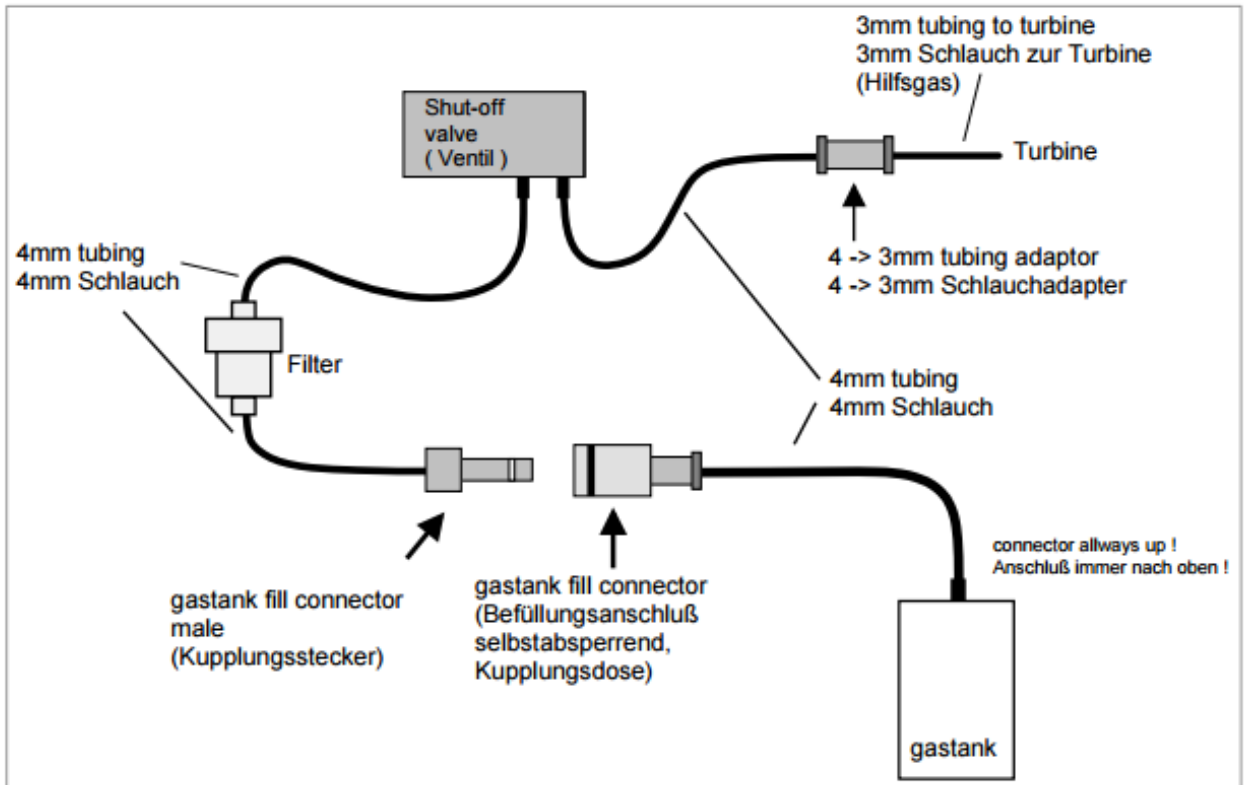 3mm tubing to turbine
3mm Schlauch zur Turbine
(Hilfsgas)
Shut-off
valve
( Ventil )
Turbine
4mm tubing
4mm Schlauch
4 -> 3mm tubing adaptor
4 -> 3mm Schlauchadapter
Filter
4mm tubing
4mm Schlauch
connector allways up !
Anschluß immer nach oben !
gastank fill connector
male
(Kupplungsstecker)
gastank fill connector
(Befüllungsanschluß
selbstabsperrend,
Kupplungsdose)
gastank